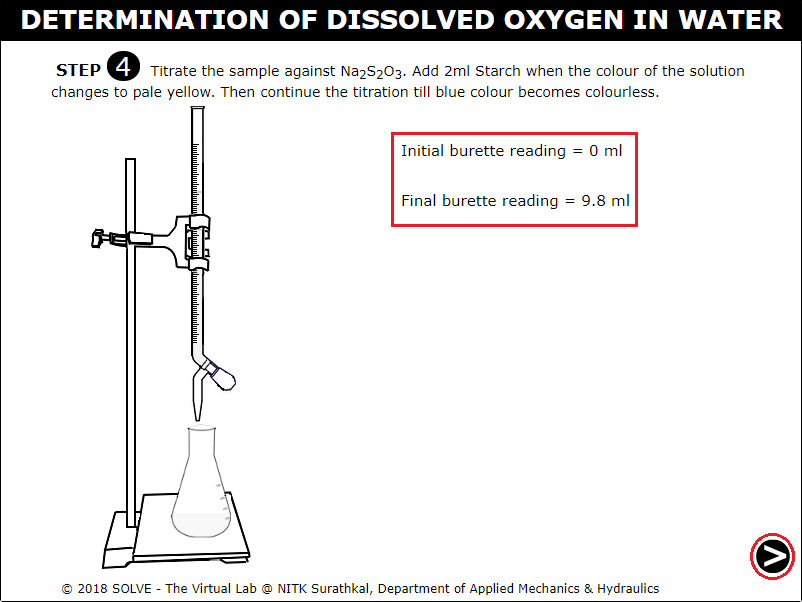 DETERMINATION OF DISSOLVED OXYGEN IN WATER
STEP 4 Titrate the sample against Na₂S₂O₃. Add 2ml Starch when the colour of the solution
changes to pale yellow. Then continue the titration till blue colour becomes colourless.
Initial burette reading = 0 ml
Final burette reading = 9.8 ml
>
© 2018 SOLVE - The Virtual Lab @ NITK Surathkal, Department of Applied Mechanics & Hydraulics